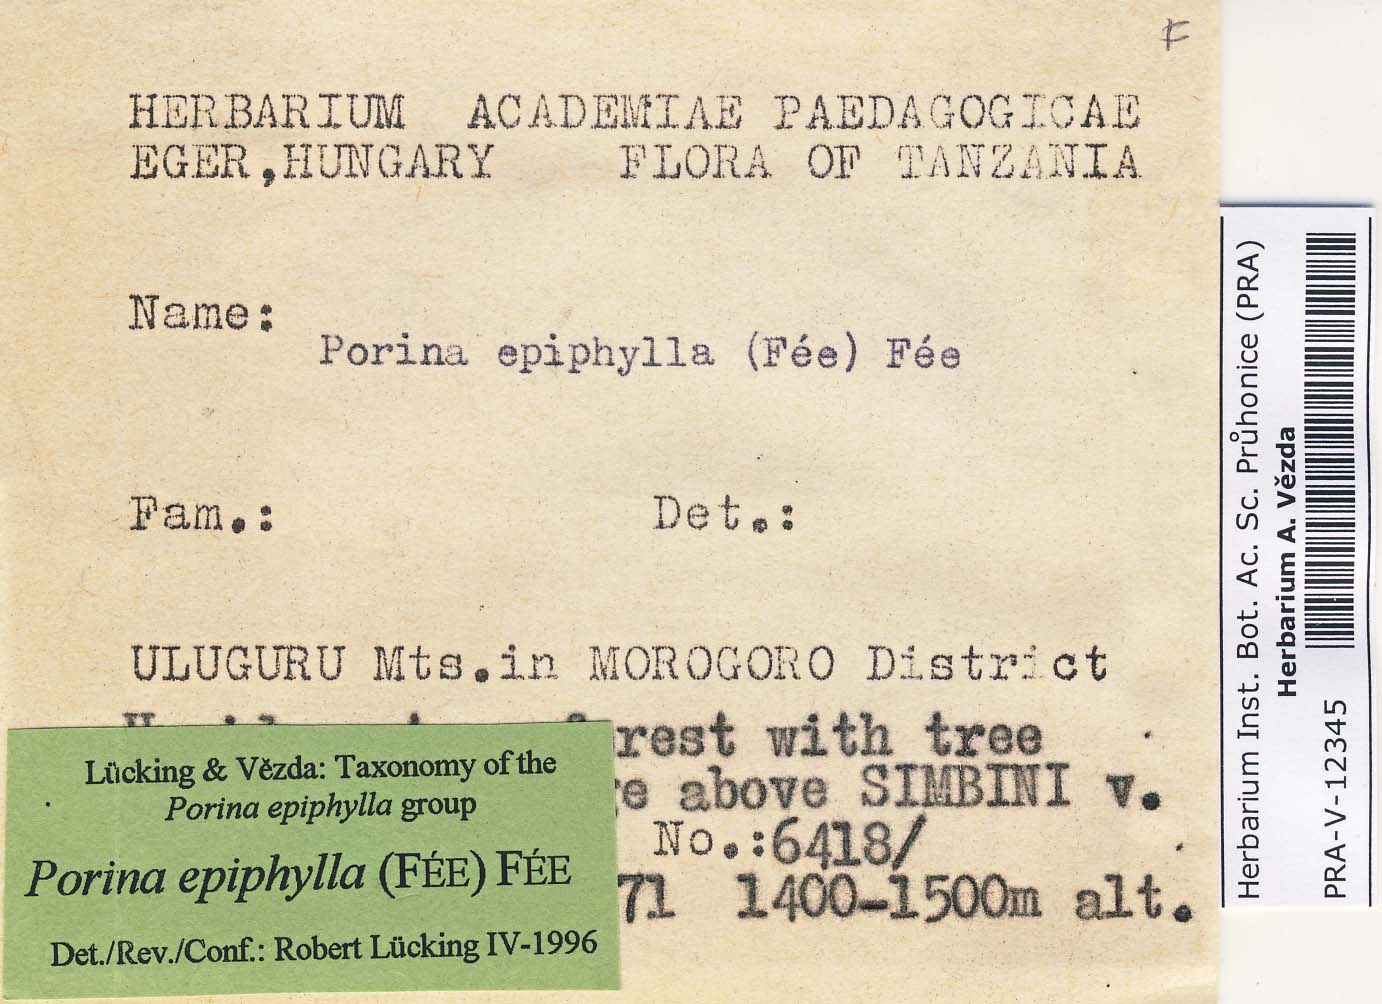 F
HERBARIUM ACADEMIAE PAEDAGOGICAE
EGER,HUNGARY FLORA OF TANZANIA
Name:
Porina epiphylla (Fée) Fée
Fam.: Det.:
ULUGURU Mts.in MOROGORO District
with tree
above SIMBINI v.
No.:6418/
71 1400-1500m alt.
Lücking & Vězda: Taxonomy of the
Porina epiphylla group
Porina epiphylla (FÉE) FÉE
Det./Rev./Conf.: Robert Lücking IV-1996
Herbarium Inst. Bot. Ac. Sc. Průhonice (PRA)
Herbarium A. Vězda
PRA-V-12345